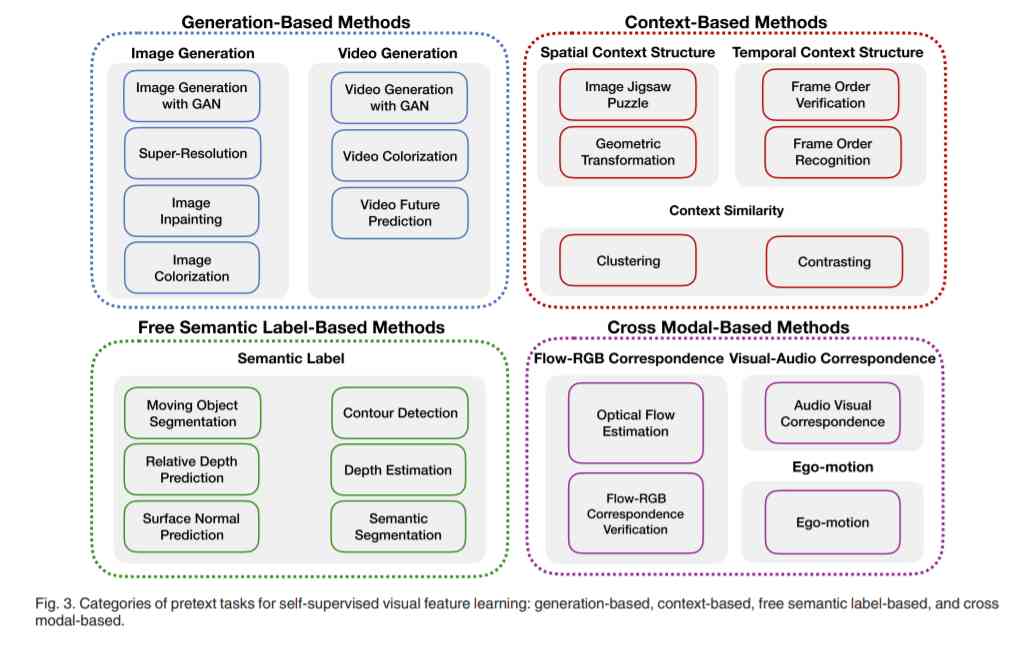 Generation-Based Methods
Image Generation
Video Generation
Image Generation
with GAN
Super-Resolution
Image
Inpainting
Image
Colorization
Video Generation
with GAN
Video Colorization
Video Future
Prediction
Context-Based Methods
Spatial Context Structure
Temporal Context Structure
Image Jigsaw
Puzzle
Geometric
Transformation
Frame Order
Verification
Frame Order
Recognition
Context Similarity
Clustering
Contrasting
Free Semantic Label-Based Methods
Semantic Label
Moving Object
Segmentation
Relative Depth
Prediction
Surface Normal
Prediction
Contour Detection
Depth Estimation
Semantic
Segmentation
Cross Modal-Based Methods
Flow-RGB Correspondence
Visual-Audio Correspondence
Optical Flow
Estimation
Flow-RGB
Correspondence
Verification
Audio Visual
Correspondence
Ego-motion
Ego-motion
Fig. 3. Categories of pretext tasks for self-supervised visual feature learning: generation-based, context-based, free semantic label-based, and cross
modal-based.